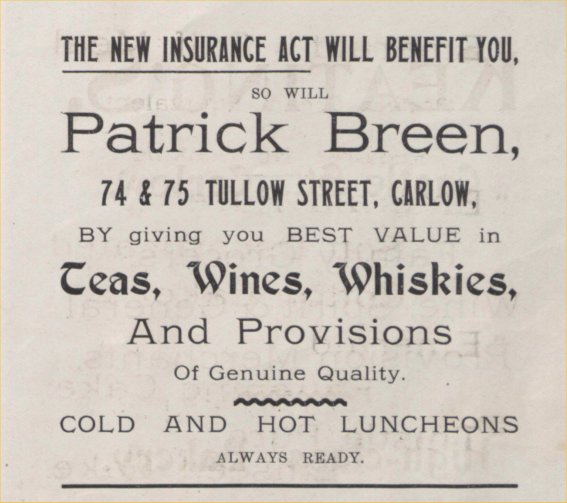 THE NEW INSURANCE ACT WILL BENEFIT YOU,
SO WILL
Patrick Breen,
74 & 75 TULLOW STREET, CARLOW,
BY giving you BEST VALUE in
Teas, Wines, Whiskies,
And Provisions
Of Genuine Quality.
COLD AND HOT LUNCHEONS
ALWAYS READY.